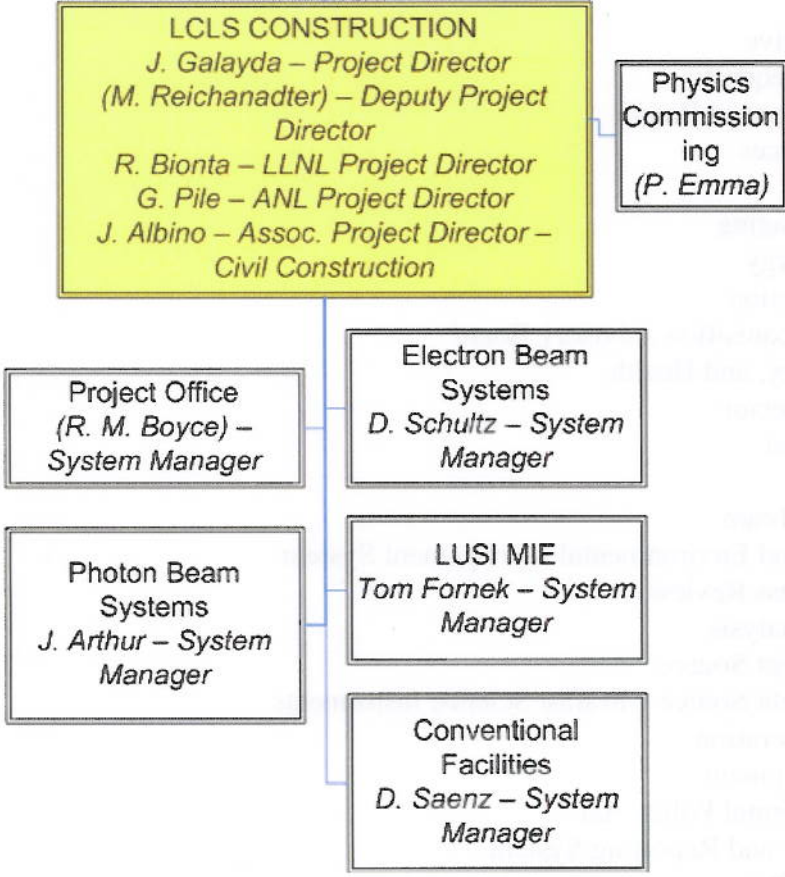 LCLS CONSTRUCTION
J. Galayda – Project Director
(M. Reichanadter) – Deputy Project
Director
R. Bionta – LLNL Project Director
G. Pile – ANL Project Director
J. Albino – Assoc. Project Director –
Civil Construction
Physics
Commission
ing
(P. Emma)
Project Office
(R. M. Boyce) –
System Manager
Electron Beam
Systems
D. Schultz – System
Manager
Photon Beam
Systems
J. Arthur – System
Manager
LUSI MIE
Tom Fornek – System
Manager
Conventional
Facilities
D. Saenz – System
Manager